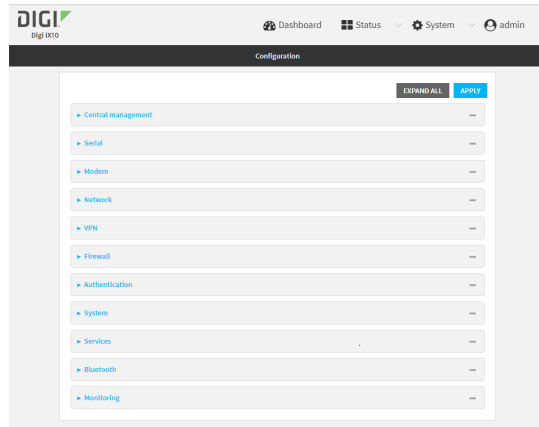 DIGI
Digi IX10
Dashboard
Status
System
admin
Configuration
EXPAND ALL
APPLY
Central management
Serial
Modem
Network
VPN
Firewall
Authentication
System
Services
Bluetooth
Monitoring